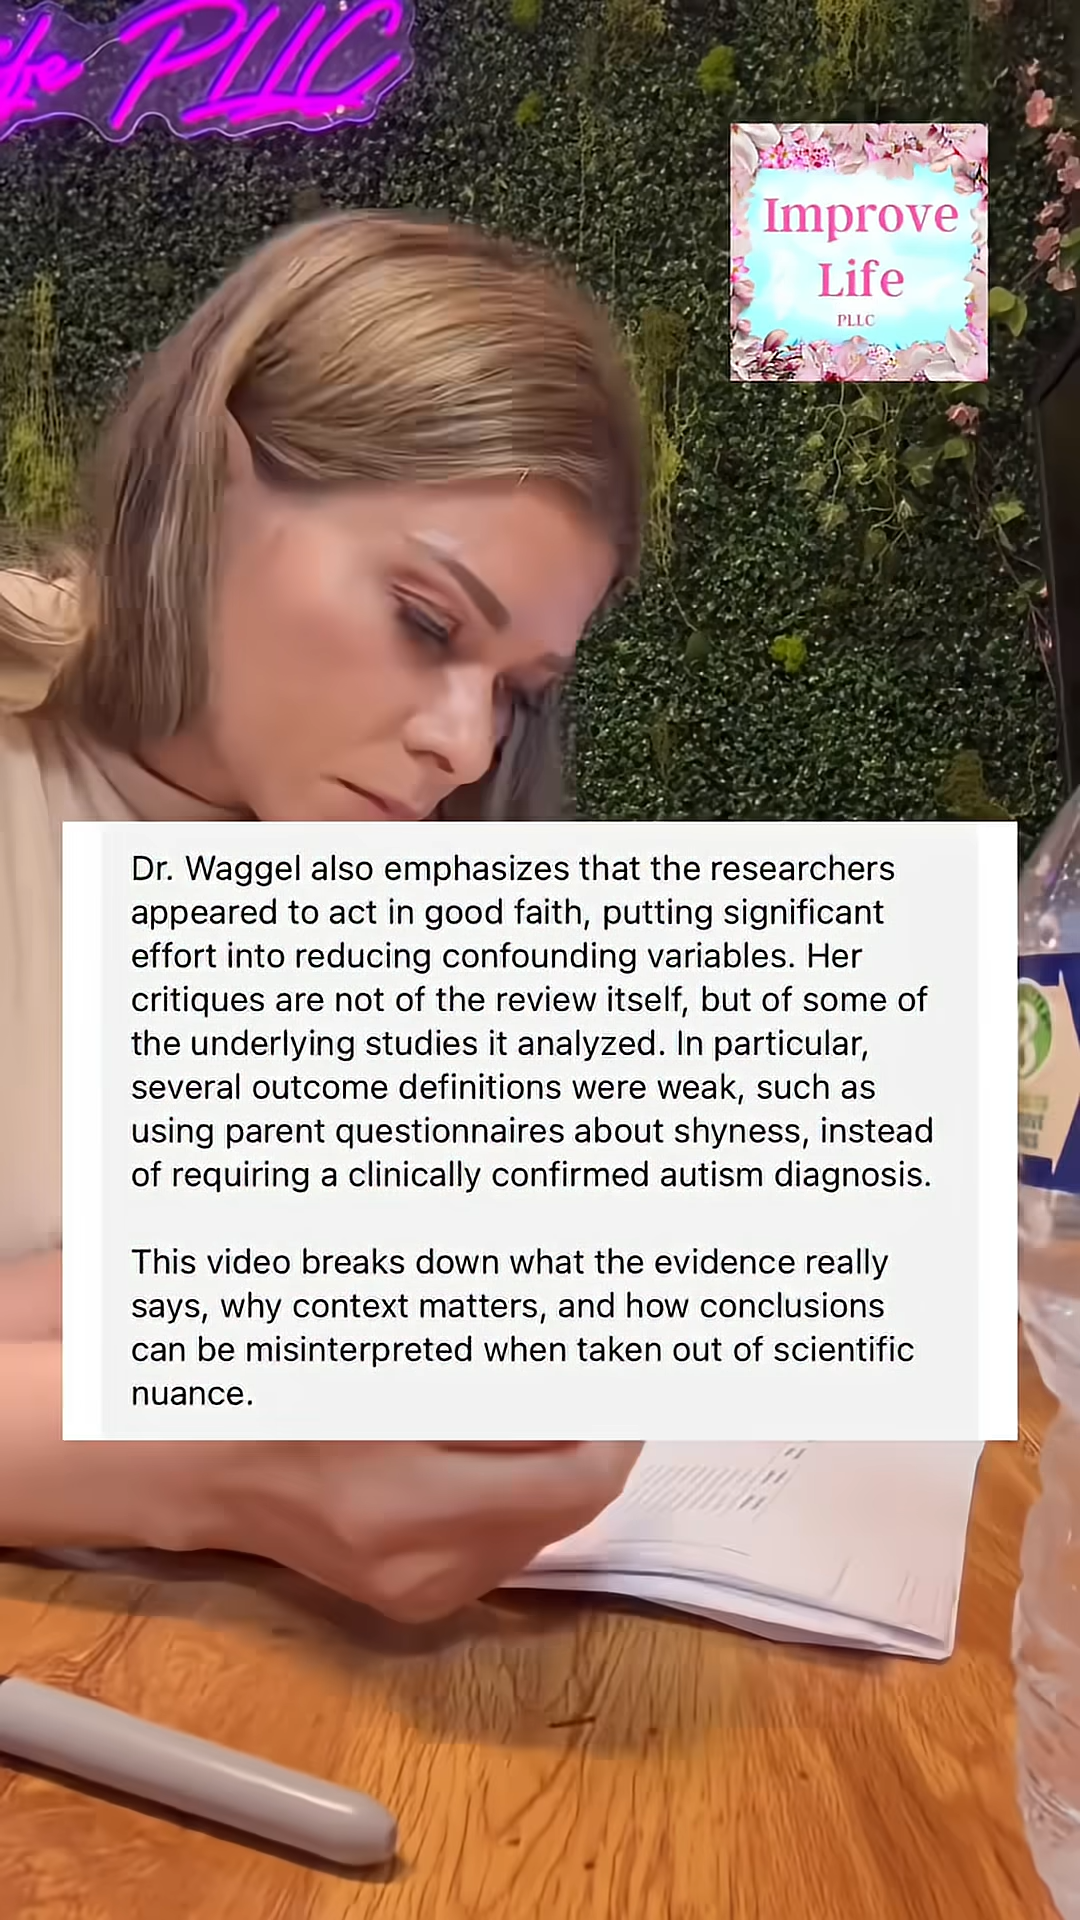 ife PLLC
Improve
Life
PLLC
Dr. Waggel also emphasizes that the researchers
appeared to act in good faith, putting significant
effort into reducing confounding variables. Her
critiques are not of the review itself, but of some of
the underlying studies it analyzed. In particular,
several outcome definitions were weak, such as
using parent questionnaires about shyness, instead
of requiring a clinically confirmed autism diagnosis.
This video breaks down what the evidence really
says, why context matters, and how conclusions
can be misinterpreted when taken out of scientific
nuance.